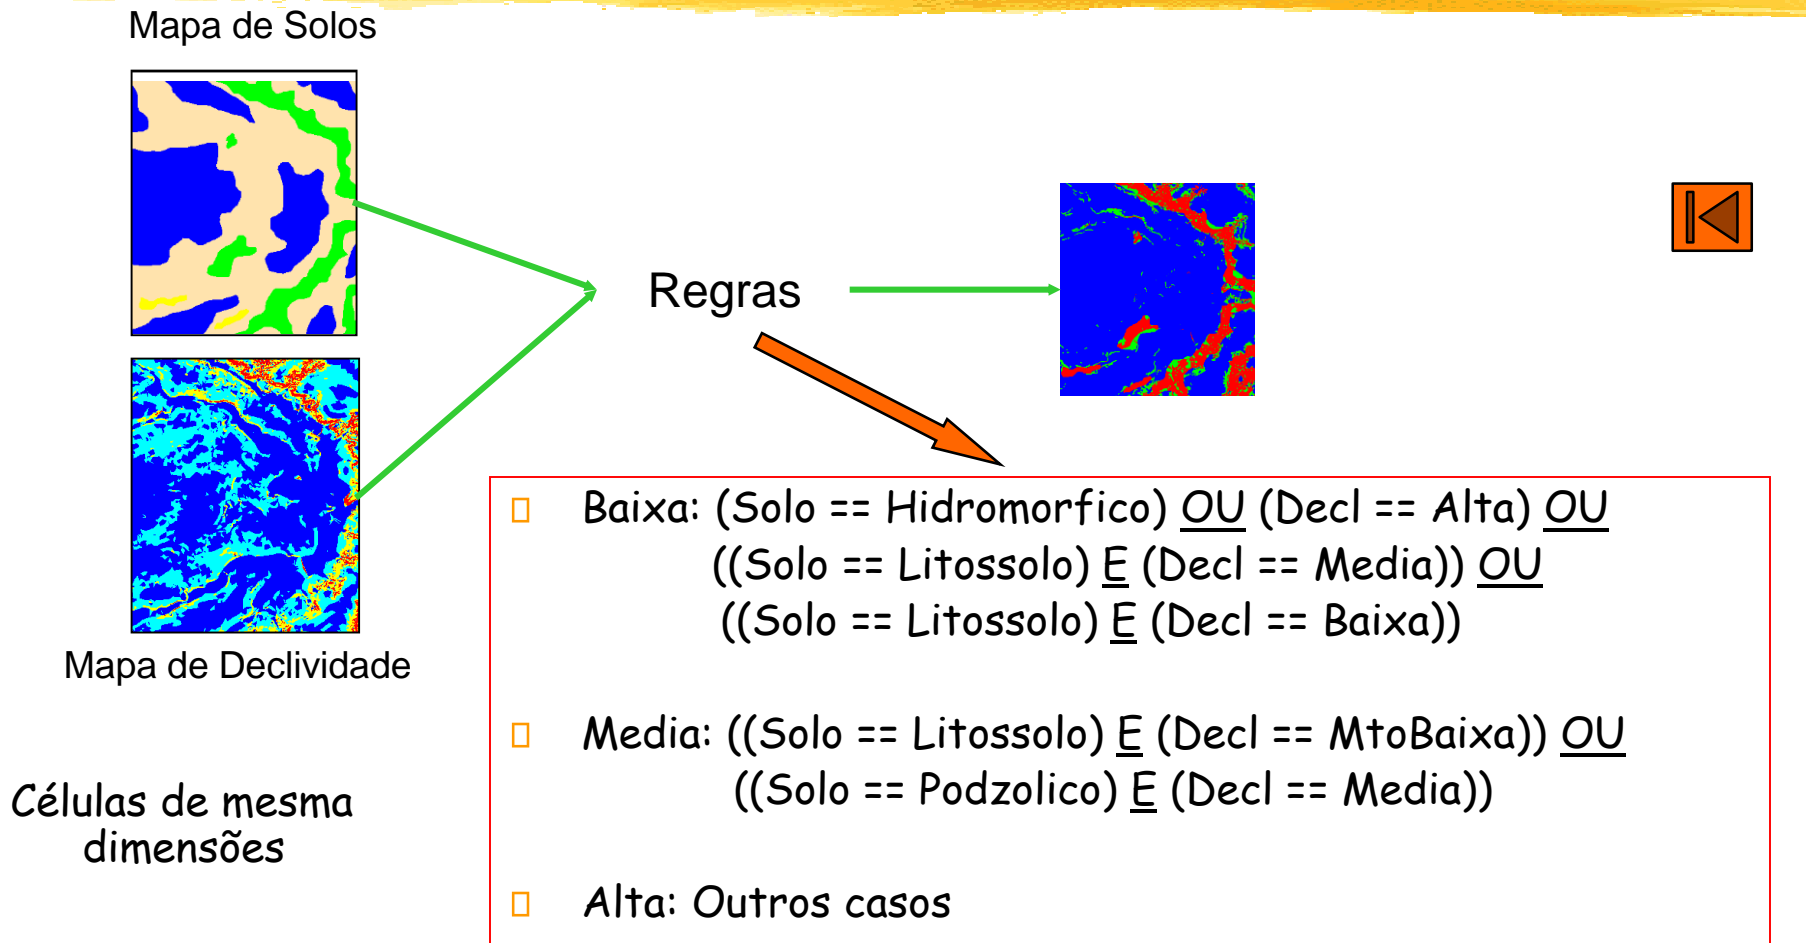 Mapa de Solos
Regras
Mapa de Declividade
Células de mesma
dimensões
Baixa: (Solo == Hidromorfico) OU (Decl == Alta) OU
((Solo == Litossolo) E (Decl == Media)) OU
((Solo == Litossolo) E (Decl == Baixa))
Media: ((Solo == Litossolo) E (Decl == MtoBaixa)) OU
((Solo == Podzolico) E (Decl == Media))
Alta: Outros casos